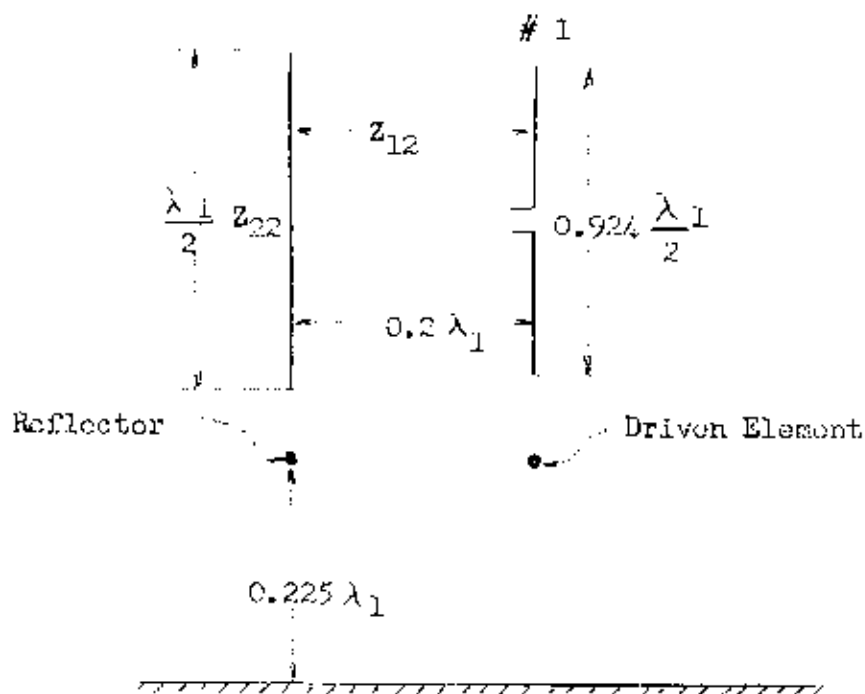 # 1
Z12
λ1/2 Z22
0.924 λ1/2
0.2 λ1
Reflector
Driven Element
0.225 λ1